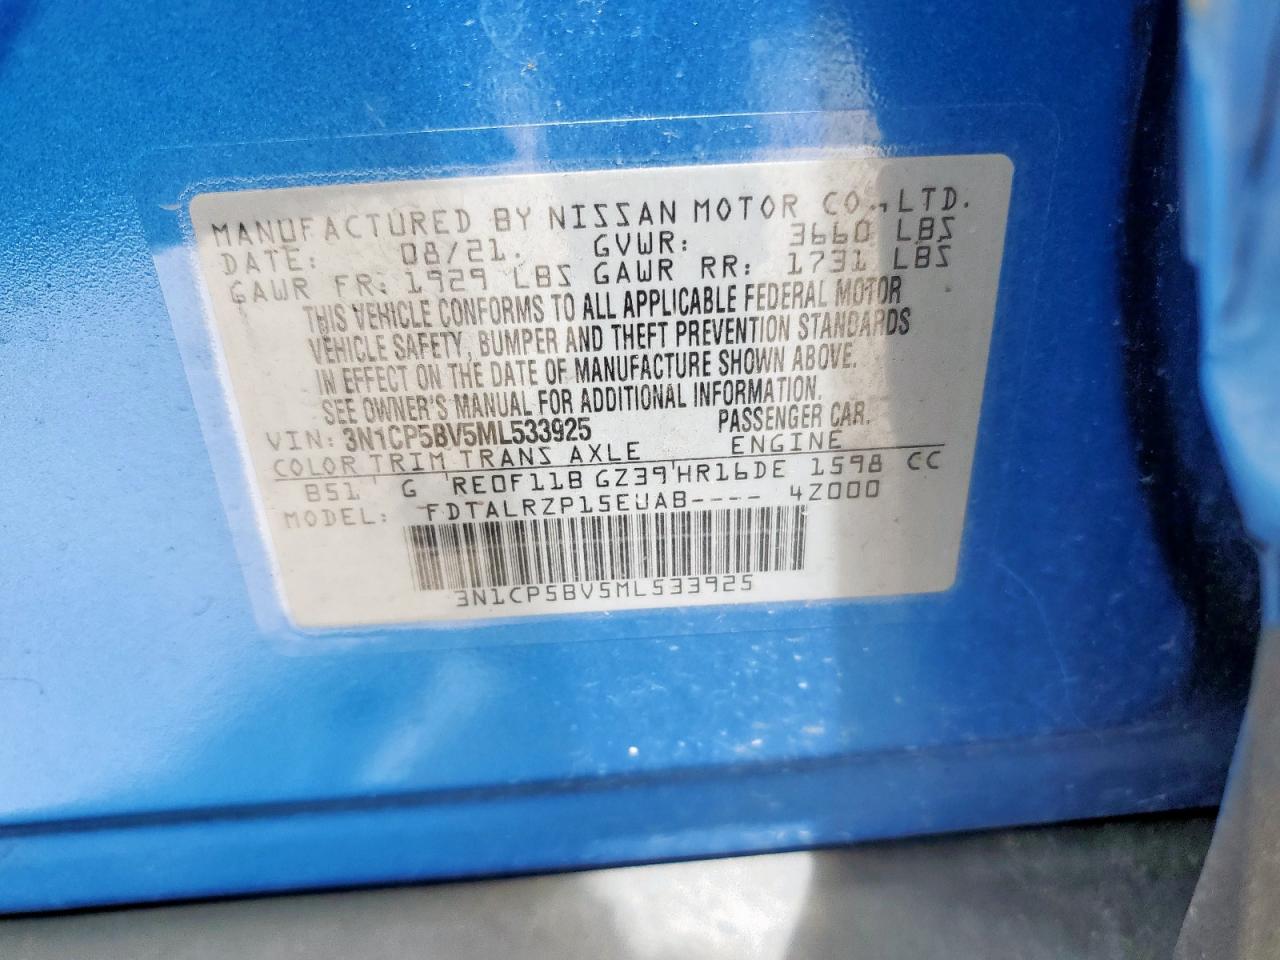 MANUFACTURED BY NISSAN MOTOR CO.,LTD.
DATE: 08/21. GVWR: 3660 LBS
GAWR FR: 1929 LBS GAWR RR: 1731 LBS
THIS VEHICLE CONFORMS TO ALL APPLICABLE FEDERAL MOTOR
VEHICLE SAFETY, BUMPER AND THEFT PREVENTION STANDARDS
IN EFFECT ON THE DATE OF MANUFACTURE SHOWN ABOVE.
SEE OWNER'S MANUAL FOR ADDITIONAL INFORMATION.
VIN: 3N1CP5BV5ML533925 PASSENGER CAR.
COLOR TRIM TRANS AXLE ENGINE
B51 G RE0F11B GZ39 HR16DE 1598 CC
MODEL: FDTALRZP15EUAB---- 4Z000
3N1CP5BV5ML533925